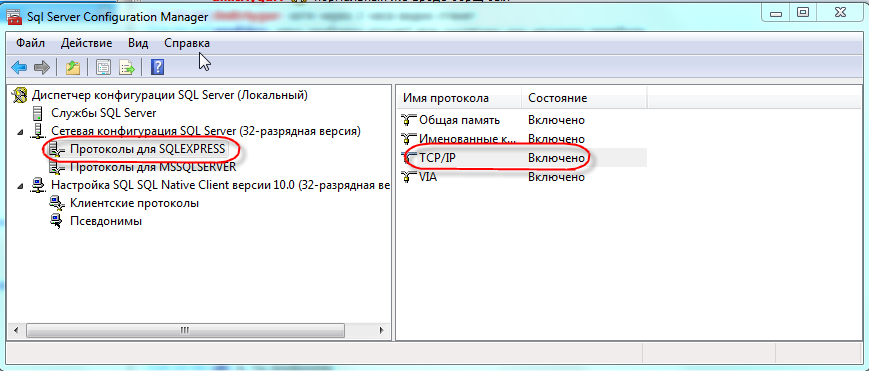 Sql Server Configuration Manager
Файл Действие Вид Справка
Диспетчер конфигурации SQL Server (Локальный)
Службы SQL Server
Сетевая конфигурация SQL Server (32-разрядная версия)
Протоколы для SQLEXPRESS
Протоколы для MSSQLSERVER
Настройка SQL SQL Native Client версии 10.0 (32-разрядная ве
Клиентские протоколы
Псевдонимы
Имя протокола Состояние
Общая память Включено
Именованные к... Включено
TCP/IP Включено
VIA Включено